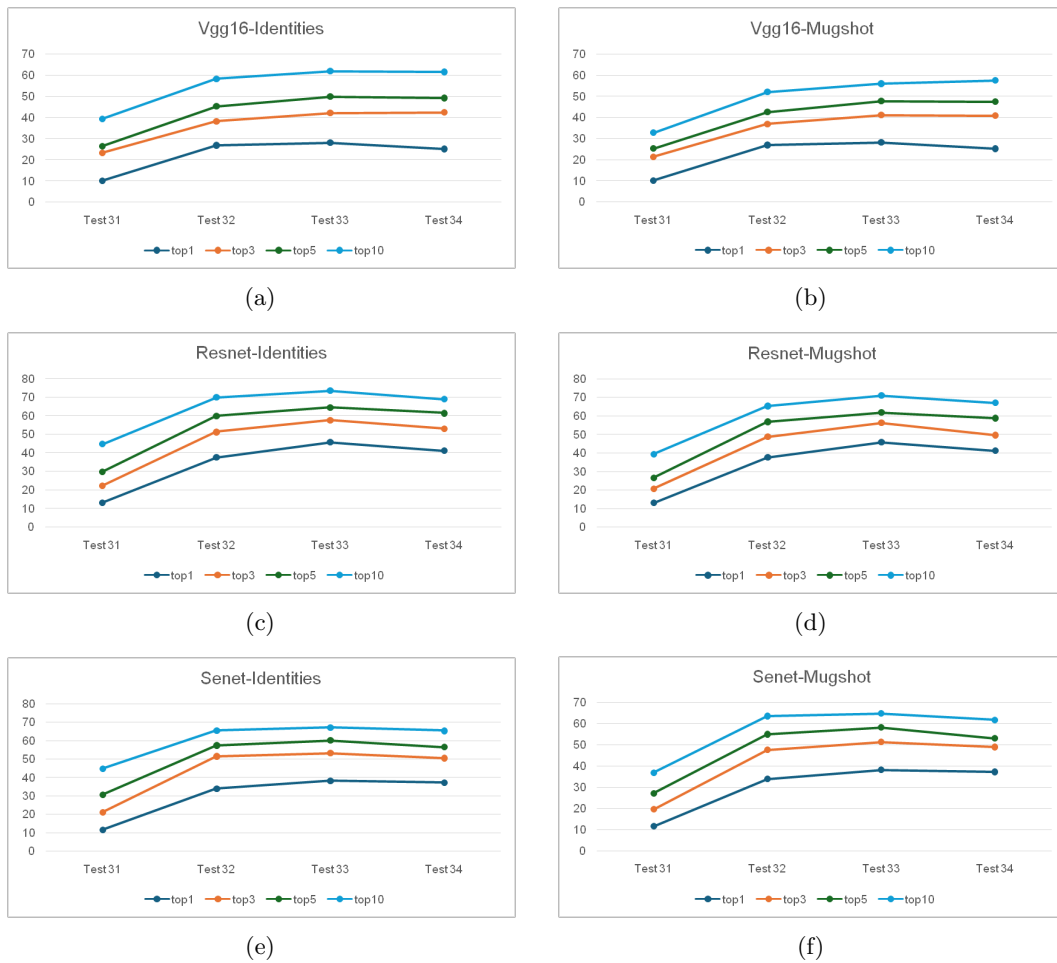 Vgg16-Identities
70
60
50
40
30
20
10
0
Test 31 Test 32 Test 33 Test 34
top1 top3 top5 top10
(a)
Vgg16-Mugshot
70
60
50
40
30
20
10
0
Test 31 Test 32 Test 33 Test 34
top1 top3 top5 top10
(b)
Resnet-Identities
80
70
60
50
40
30
20
10
0
Test 31 Test 32 Test 33 Test 34
top1 top3 top5 top10
(c)
Resnet-Mugshot
80
70
60
50
40
30
20
10
0
Test 31 Test 32 Test 33 Test 34
top1 top3 top5 top10
(d)
Senet-Identities
80
70
60
50
40
30
20
10
0
Test 31 Test 32 Test 33 Test 34
top1 top3 top5 top10
(e)
Senet-Mugshot
70
60
50
40
30
20
10
0
Test 31 Test 32 Test 33 Test 34
top1 top3 top5 top10
(f)